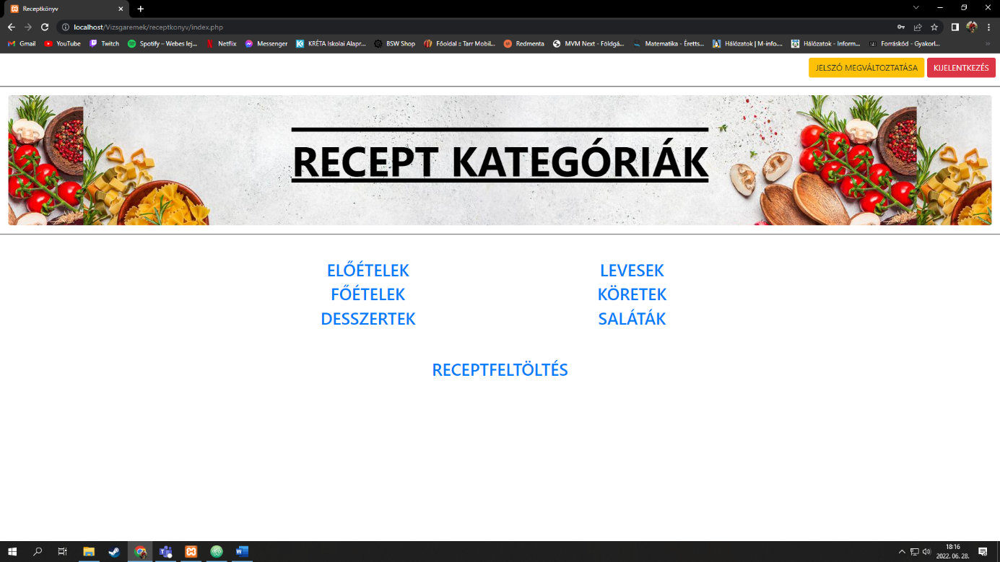 Receptkönyv
localhost/Vizsgaremek/receptkonyv/index.php
Gmail YouTube Twitch Spotify – Webes lej... Netflix Messenger KRÉTA Iskolai Alapr... BSW Shop Főoldal :: Tarr Mobil... Redmenta MVM Next - Földgá... Matematika - Éretts... Hálózatok | M-info.... Hálózatok - Inform... Forráskód - Gyakorl...
JELSZÓ MEGVÁLTOZTATÁSA KIJELENTKEZÉS
RECEPT KATEGÓRIÁK
ELŐÉTELEK LEVESEK
FŐÉTELEK KÖRETEK
DESSZERTEK SALÁTÁK
RECEPTFELTÖLTÉS
18:16
2022. 06. 28.